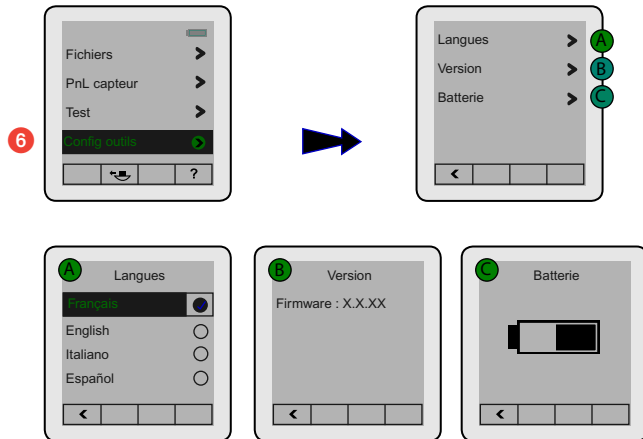 Fichiers
PnL capteur
Test
6
Config outils
?
Langues
A
Version
B
Batterie
C
A
Langues
Français
English
Italiano
Español
B
Version
Firmware : X.X.XX
C
Batterie